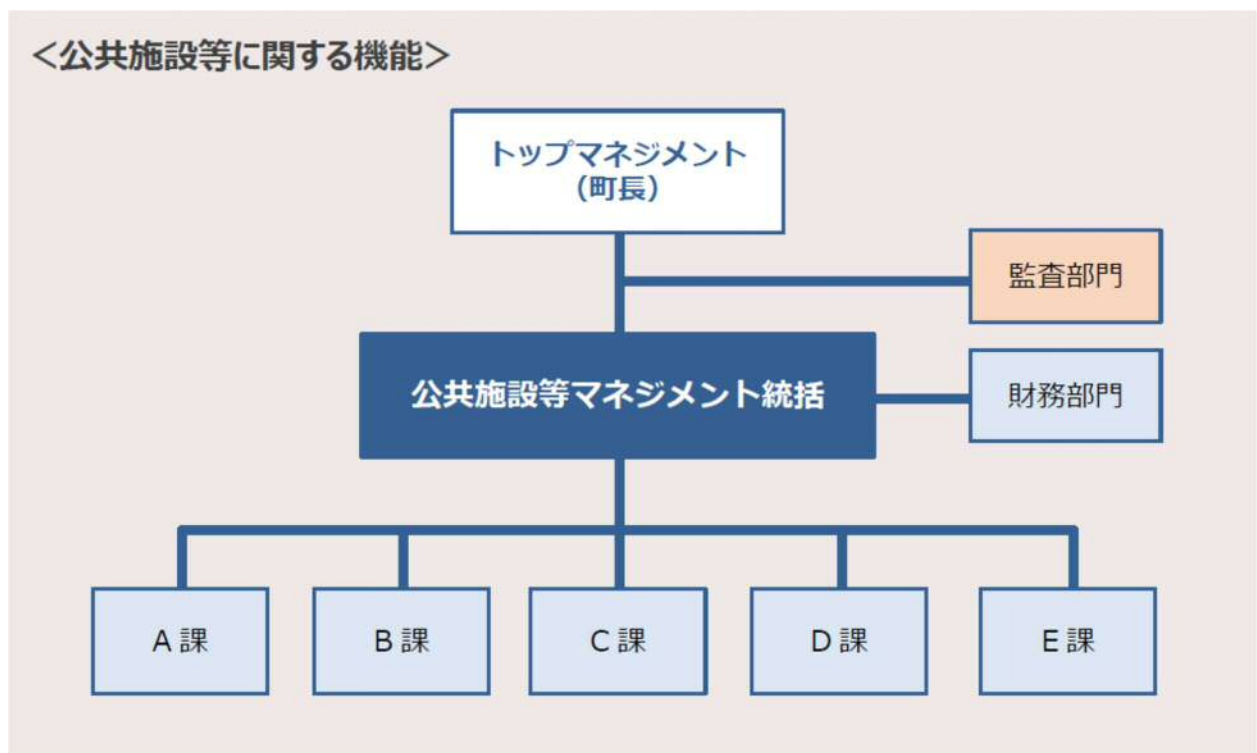 ＜公共施設等に関する機能＞
トップマネジメント
（町長）
監査部門
公共施設等マネジメント統括
財務部門
A 課
B 課
C 課
D 課
E 課